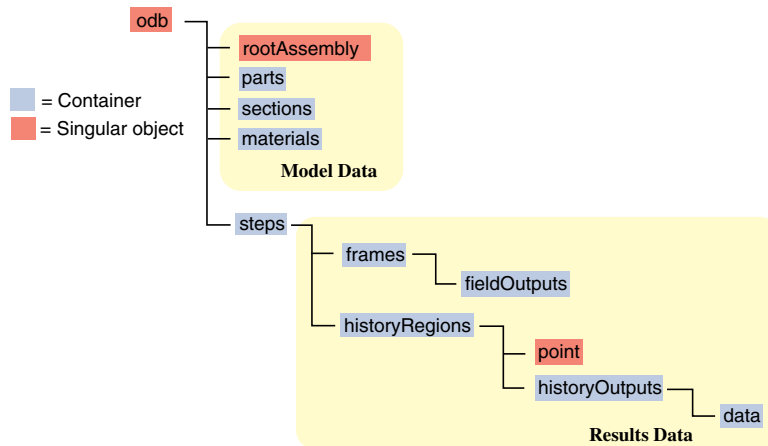 odb
rootAssembly
parts
= Container
sections
= Singular object
materials
Model Data
steps
frames
fieldOutputs
historyRegions
point
historyOutputs
data
Results Data